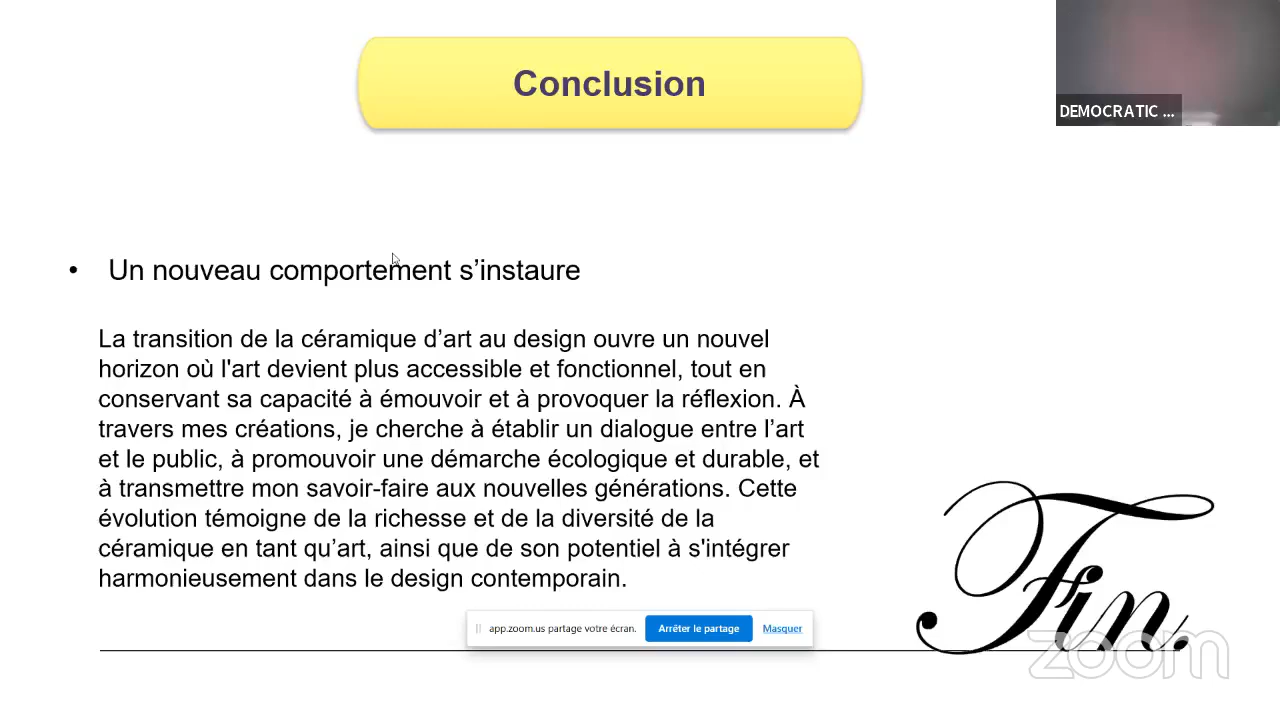 Conclusion
DEMOCRATIC ...
• Un nouveau comportement s’instaure
La transition de la céramique d’art au design ouvre un nouvel
horizon où l'art devient plus accessible et fonctionnel, tout en
conservant sa capacité à émouvoir et à provoquer la réflexion. À
travers mes créations, je cherche à établir un dialogue entre l’art
et le public, à promouvoir une démarche écologique et durable, et
à transmettre mon savoir-faire aux nouvelles générations. Cette
évolution témoigne de la richesse et de la diversité de la
céramique en tant qu’art, ainsi que de son potentiel à s'intégrer
harmonieusement dans le design contemporain.
Fin.
app.zoom.us partage votre écran. Arrêter le partage Masquer
zoom